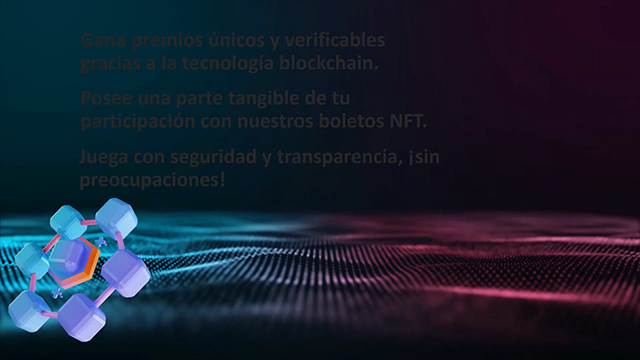 Gana premios únicos y verificables
gracias a la tecnología blockchain.
Posee una parte tangible de tu
participación con nuestros boletos NFT.
Juega con seguridad y transparencia, ¡sin
preocupaciones!